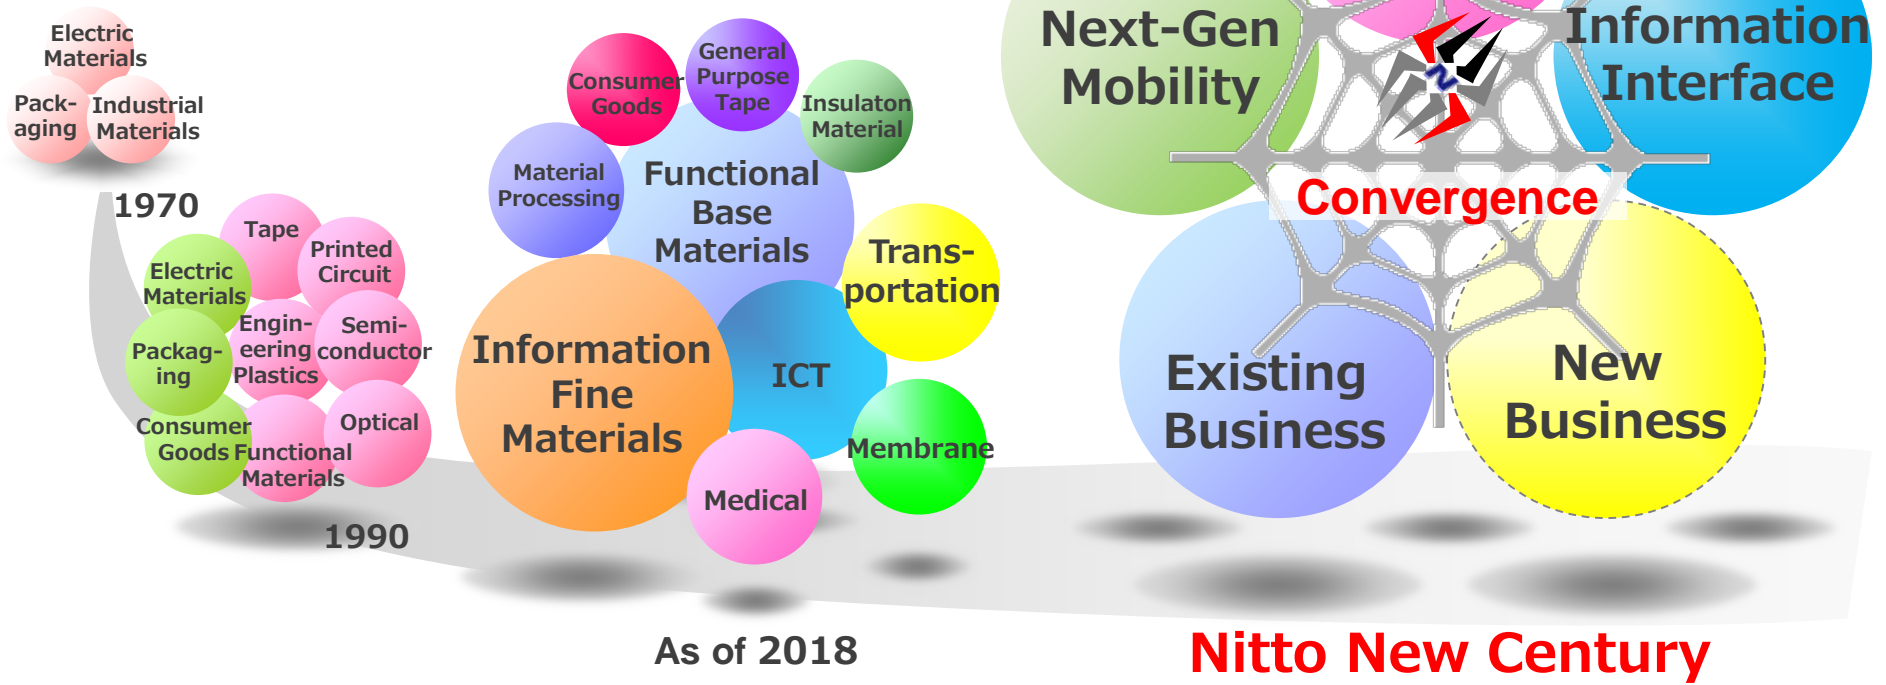 Electric
Materials
Pack-
aging
Industrial
Materials
1970
Tape
Printed
Circuit
Electric
Materials
Engin-
eering
Plastics
Semi-
conductor
Packag-
ing
Consumer
Goods
Functional
Materials
Optical
1990
Consumer
Goods
General
Purpose
Tape
Insulaton
Material
Material
Processing
Functional
Base
Materials
Trans-
portation
Information
Fine
Materials
ICT
Membrane
Medical
As of 2018
Next-Gen
Mobility
Information
Interface
N
Convergence
Existing
Business
New
Business
Nitto New Century